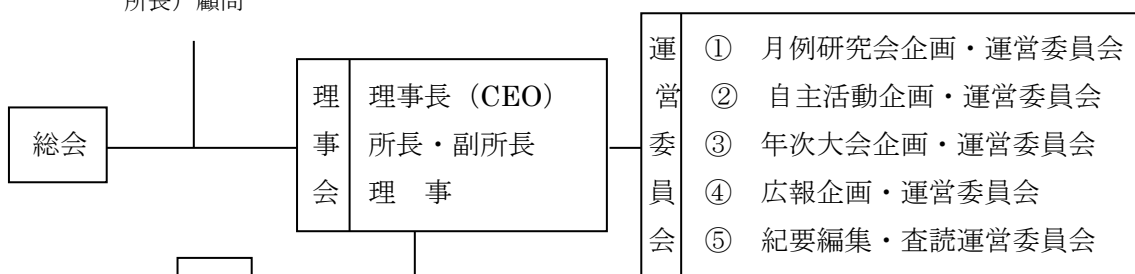 所長）顧問
総会
理事会
理事長（CEO）
所長・副所長
理　事
運営委員会
①　月例研究会企画・運営委員会
②　自主活動企画・運営委員会
③　年次大会企画・運営委員会
④　広報企画・運営委員会
⑤　紀要編集・査読運営委員会